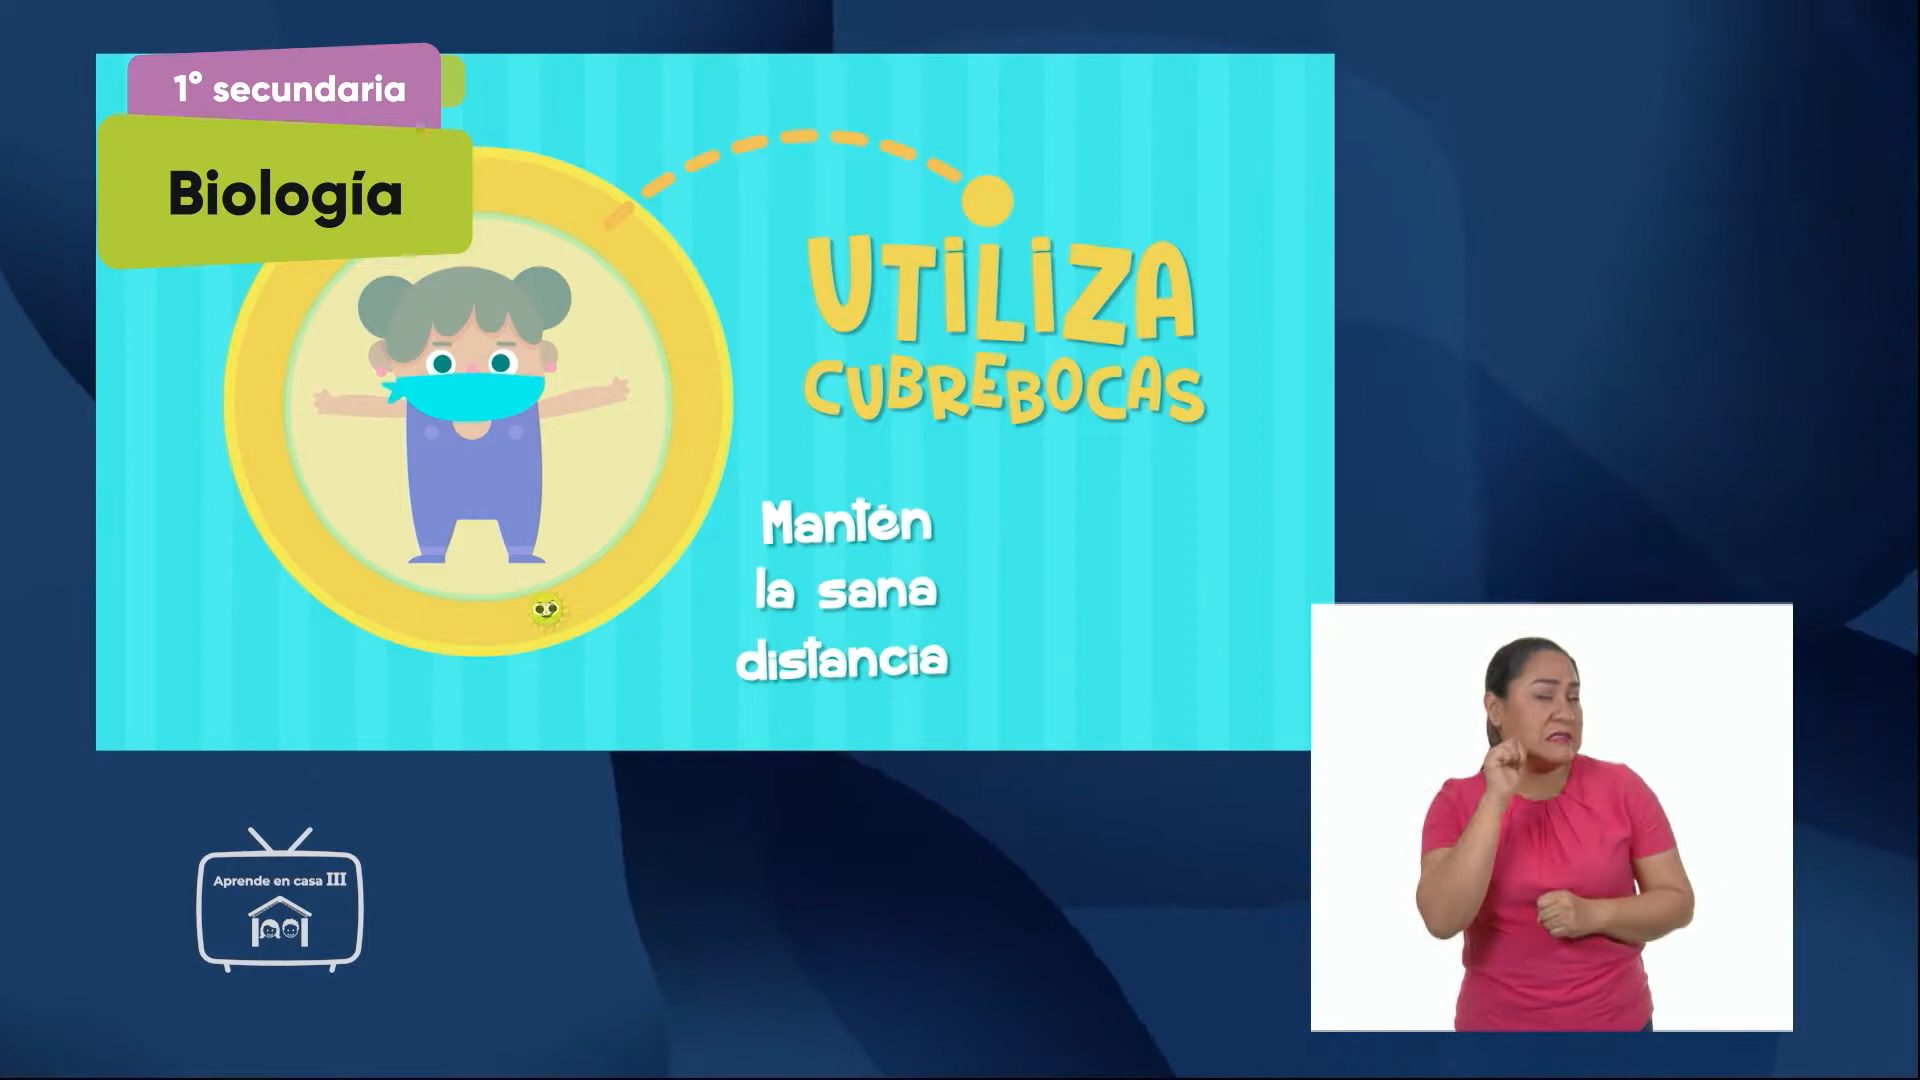 1° secundaria
Biología
UTILIZA
CUBREBOCAS
Mantén
la sana
distancia
Aprende en casa III